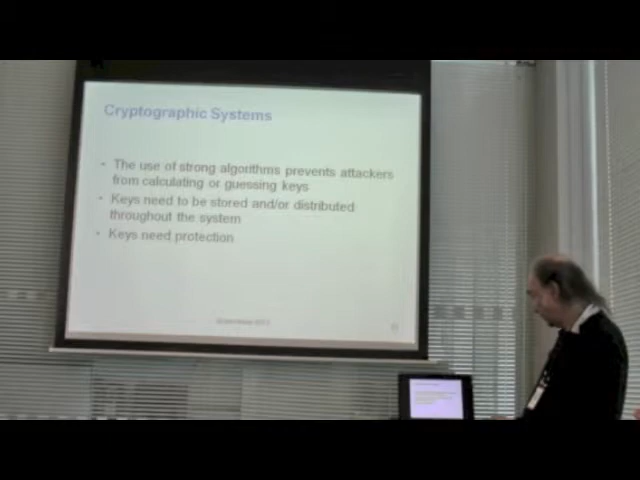 Cryptographic Systems
• The use of strong algorithms prevents attackers
from calculating or guessing keys
• Keys need to be stored and/or distributed
throughout the system
• Keys need protection